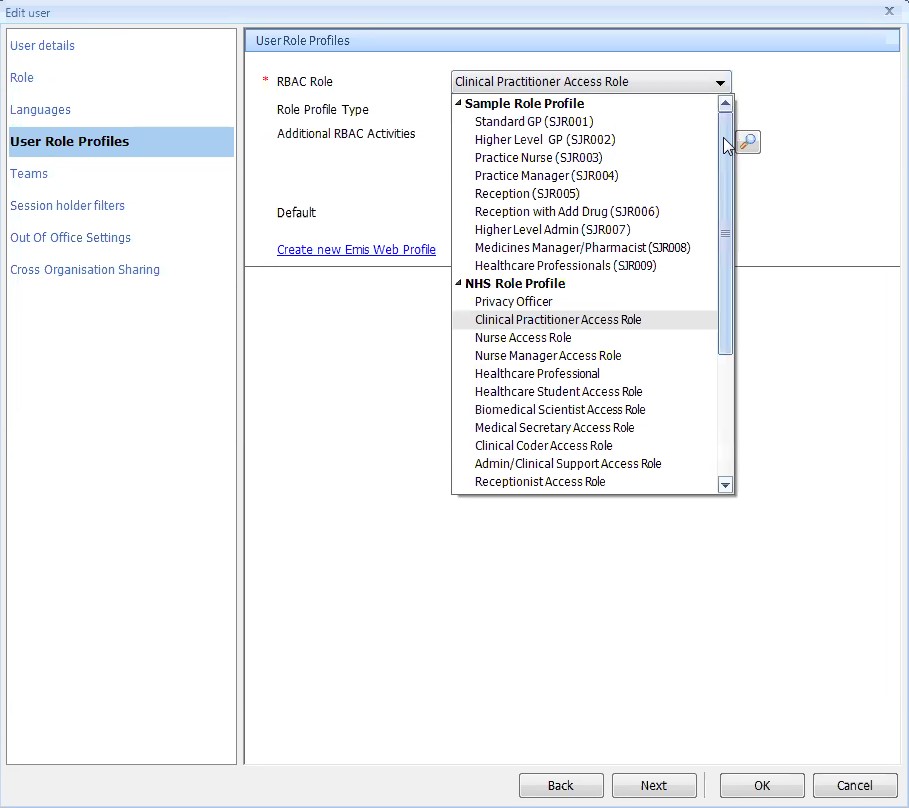 Edit user
User details
Role
Languages
User Role Profiles
Teams
Session holder filters
Out Of Office Settings
Cross Organisation Sharing
User Role Profiles
* RBAC Role
Clinical Practitioner Access Role
Role Profile Type
Additional RBAC Activities
Default
Create new Emis Web Profile
Sample Role Profile
Standard GP (SJR001)
Higher Level GP (SJR002)
Practice Nurse (SJR003)
Practice Manager (SJR004)
Reception (SJR005)
Reception with Add Drug (SJR006)
Higher Level Admin (SJR007)
Medicines Manager/Pharmacist (SJR008)
Healthcare Professionals (SJR009)
NHS Role Profile
Privacy Officer
Clinical Practitioner Access Role
Nurse Access Role
Nurse Manager Access Role
Healthcare Professional
Healthcare Student Access Role
Biomedical Scientist Access Role
Medical Secretary Access Role
Clinical Coder Access Role
Admin/Clinical Support Access Role
Receptionist Access Role
Back
Next
OK
Cancel